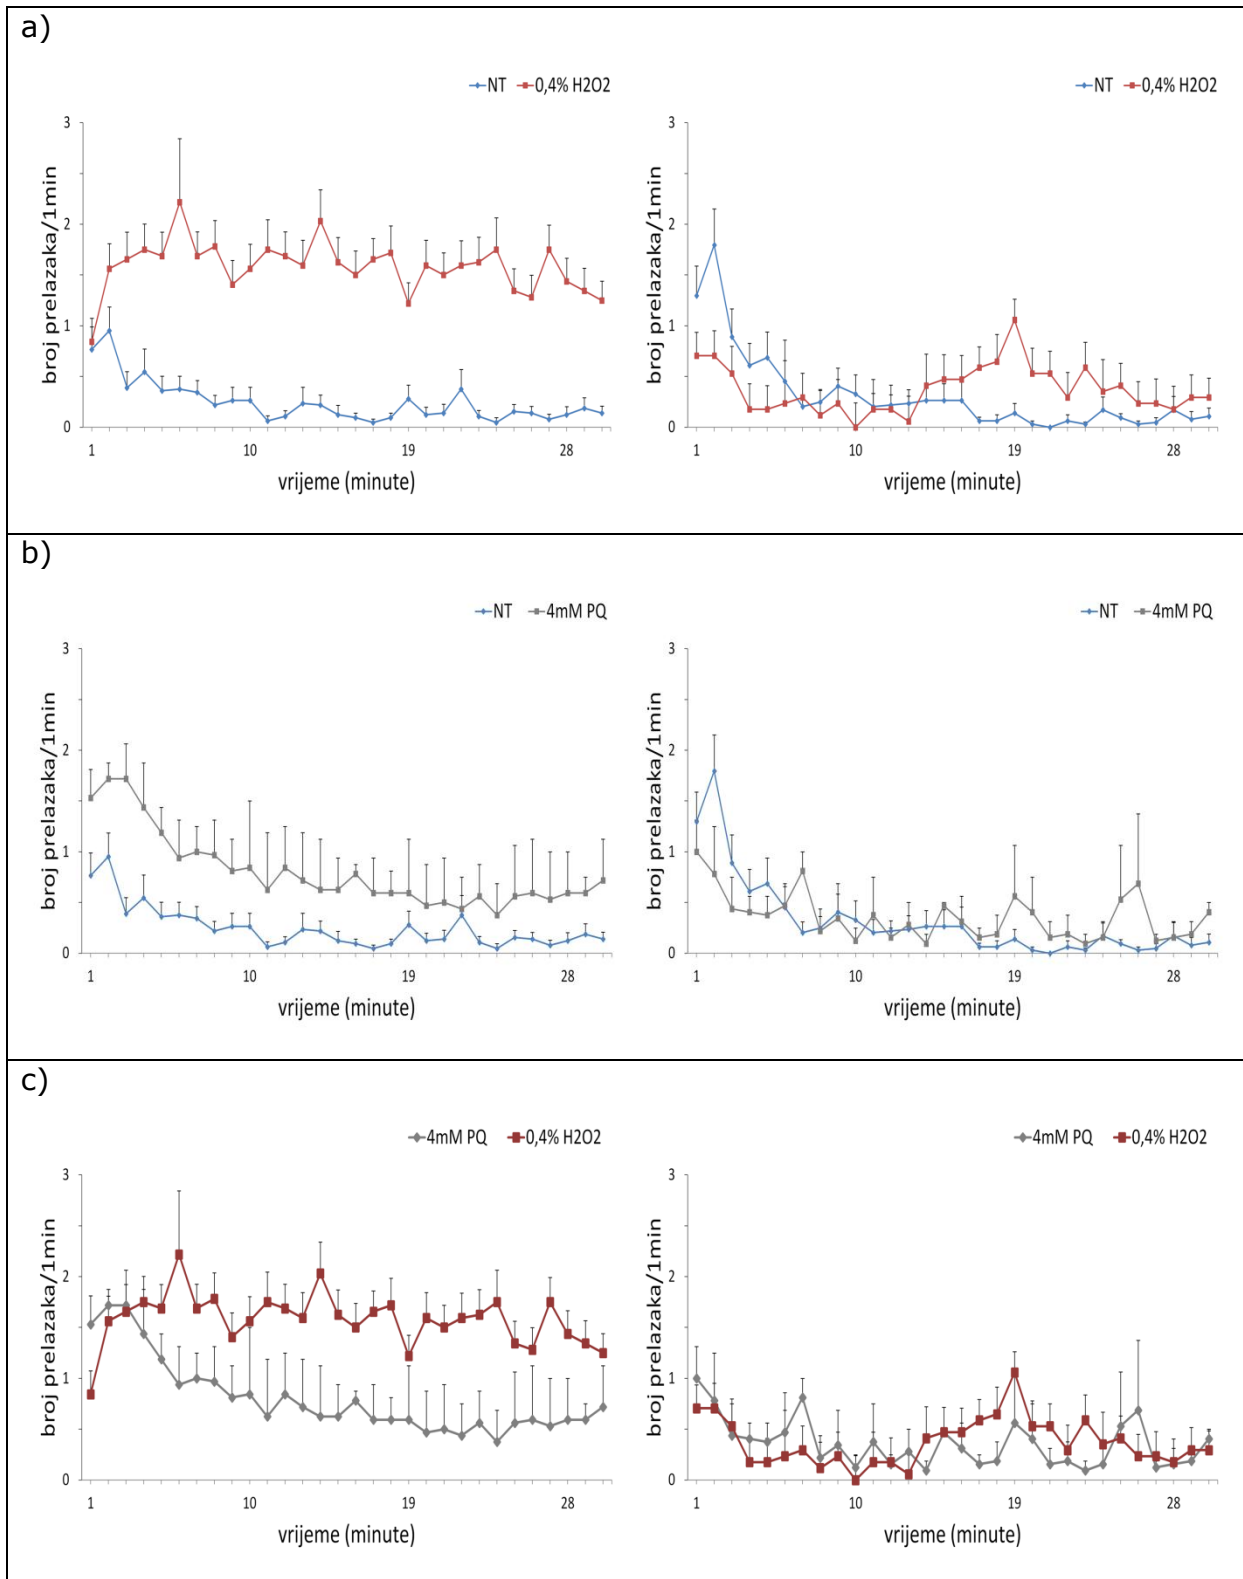 a)
NT 0,4% H2O2
NT 0,4% H2O2
broj prelazaka/1min
3
2
1
0
1 10 19 28
vrijeme (minute)
broj prelazaka/1min
3
2
1
0
1 10 19 28
vrijeme (minute)
b)
NT 4mM PQ
NT 4mM PQ
broj prelazaka/1min
3
2
1
0
1 10 19 28
vrijeme (minute)
broj prelazaka/1min
3
2
1
0
1 10 19 28
vrijeme (minute)
c)
4mM PQ 0,4% H2O2
4mM PQ 0,4% H2O2
broj prelazaka/1min
3
2
1
0
1 10 19 28
vrijeme (minute)
broj prelazaka/1min
3
2
1
0
1 10 19 28
vrijeme (minute)